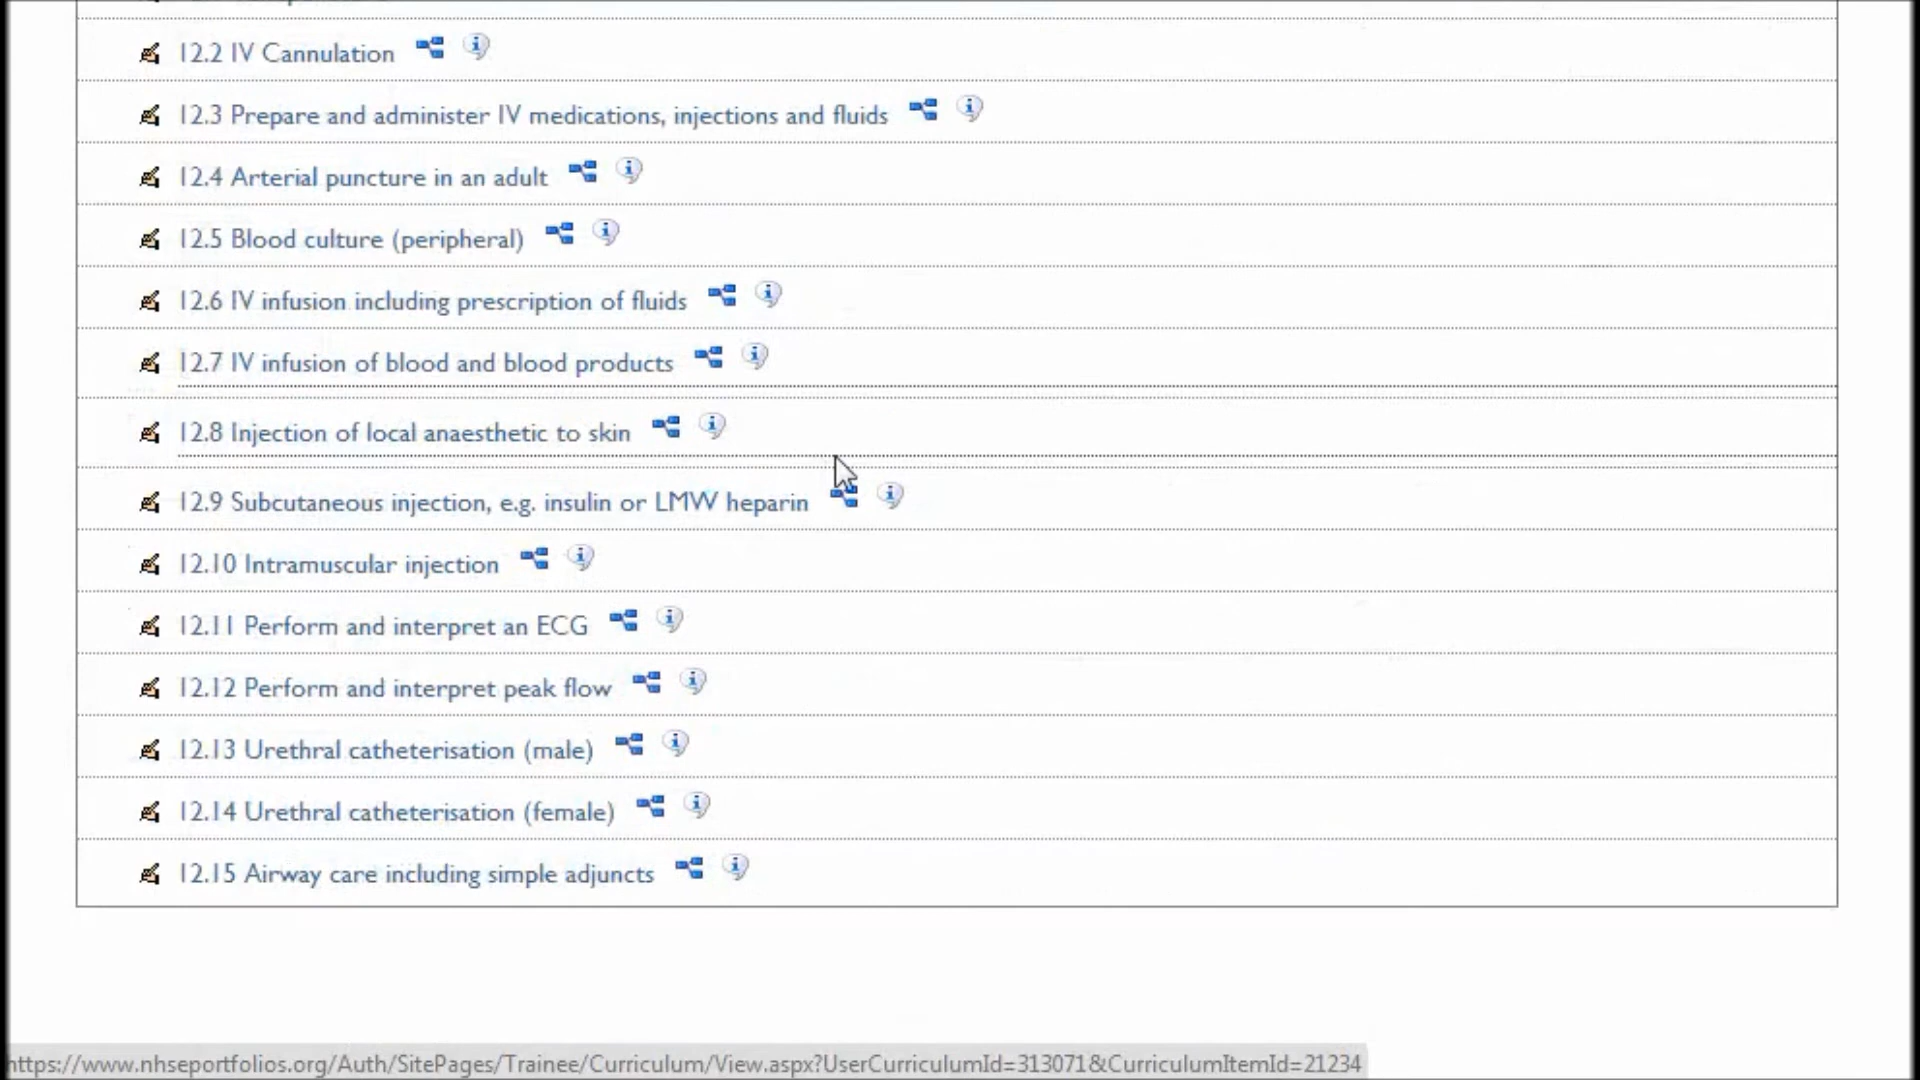 12.2 IV Cannulation
12.3 Prepare and administer IV medications, injections and fluids
12.4 Arterial puncture in an adult
12.5 Blood culture (peripheral)
12.6 IV infusion including prescription of fluids
12.7 IV infusion of blood and blood products
12.8 Injection of local anaesthetic to skin
12.9 Subcutaneous injection, e.g. insulin or LMW heparin
12.10 Intramuscular injection
12.11 Perform and interpret an ECG
12.12 Perform and interpret peak flow
12.13 Urethral catheterisation (male)
12.14 Urethral catheterisation (female)
12.15 Airway care including simple adjuncts
https://www.nhseportfolios.org/Auth/SitePages/Trainee/Curriculum/View.aspx?UserCurriculumId=313071&CurriculumItemId=21234